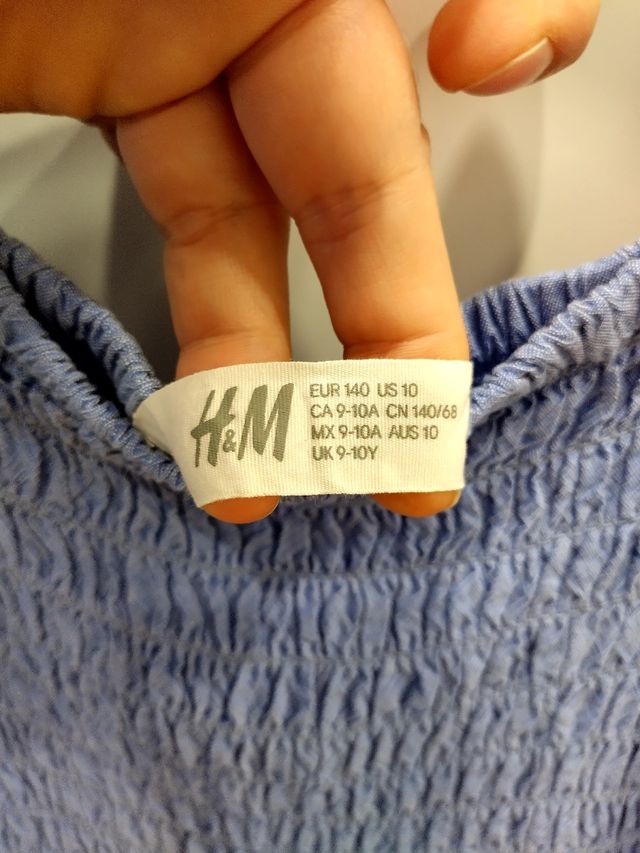 H&M
EUR 140 US 10
CA 9-10A CN 140/68
MX 9-10A AUS 10
UK 9-10Y